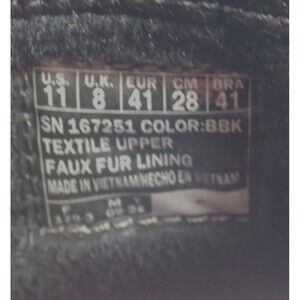 U.S. U.K. EUR CM BRA
11 8 41 28 41
SN 167251 COLOR:BBK
TEXTILE UPPER
FAUX FUR LINING
MADE IN VIETNAM/HECHO EN VIETNAM
M